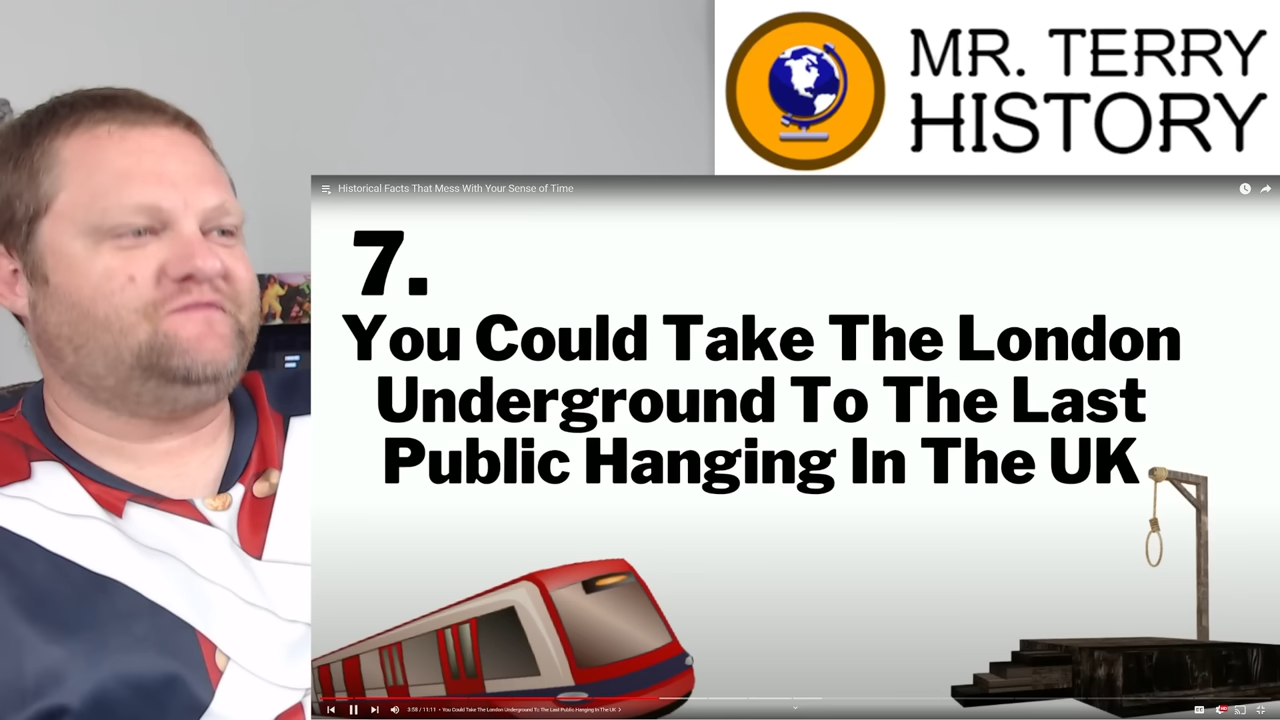 MR. TERRY
HISTORY
Historical Facts That Mess With Your Sense of Time
7.
You Could Take The London
Underground To The Last
Public Hanging In The UK
3:58 / 11:11 • You Could Take The London Underground To The Last Public Hanging In The UK
CC
HD